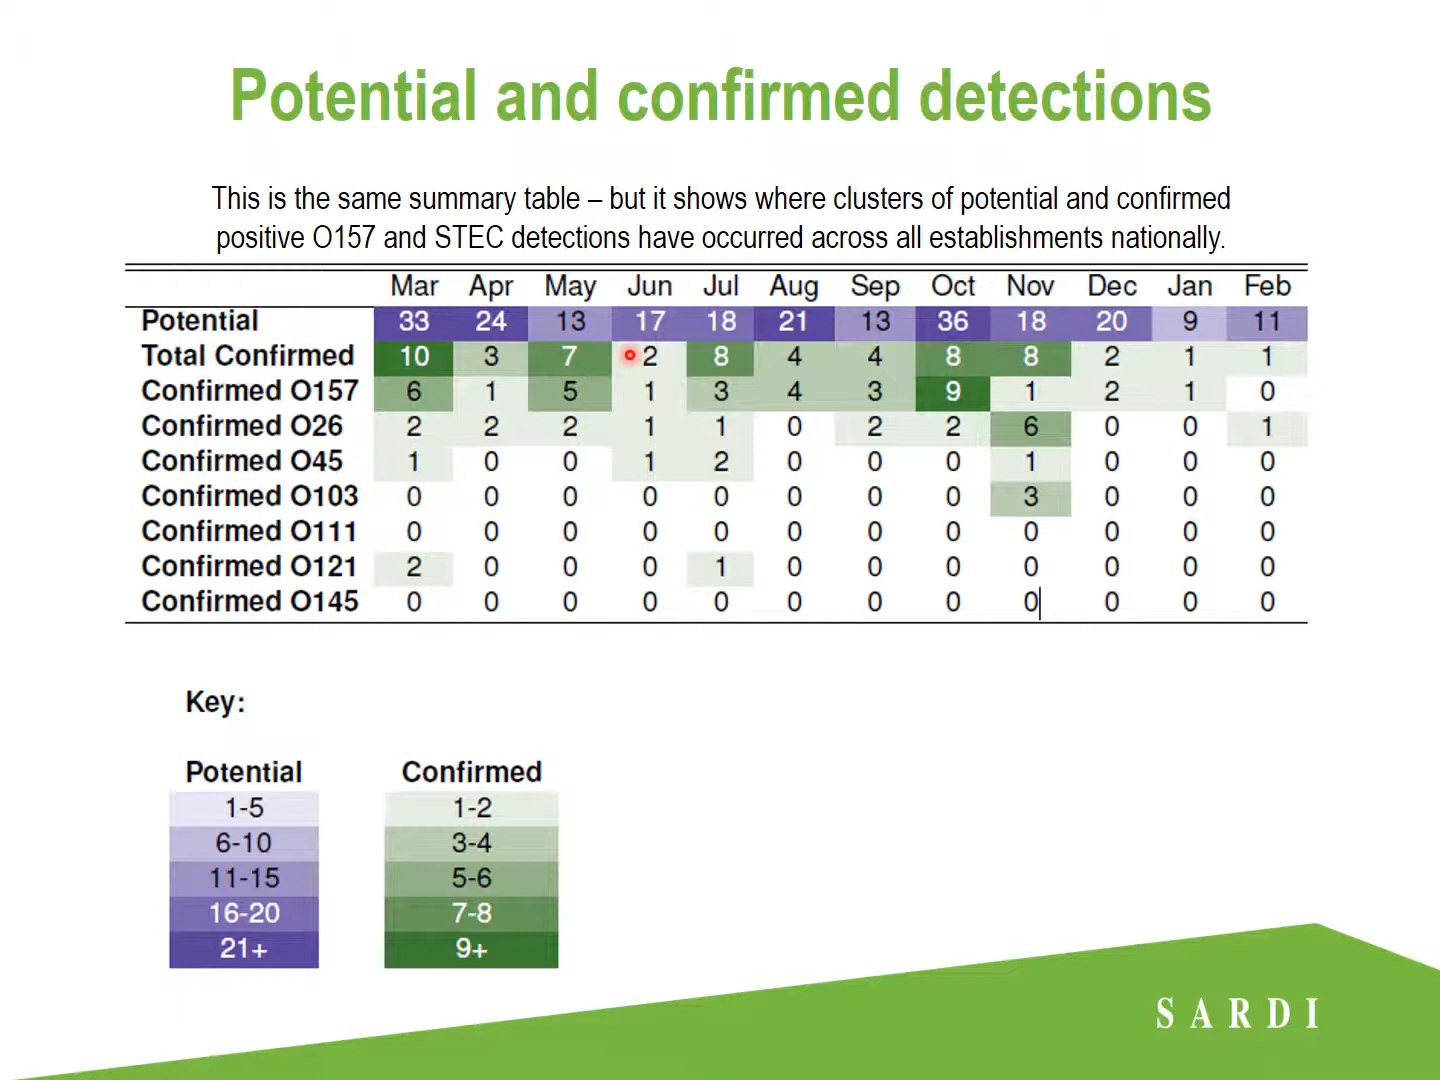 Potential and confirmed detections
This is the same summary table – but it shows where clusters of potential and confirmed
positive O157 and STEC detections have occurred across all establishments nationally.
Mar Apr May Jun Jul Aug Sep Oct Nov Dec Jan Feb
Potential 33 24 13 17 18 21 13 36 18 20 9 11
Total Confirmed 10 3 7 2 8 4 4 8 8 2 1 1
Confirmed O157 6 1 5 1 3 4 3 9 1 2 1 0
Confirmed O26 2 2 2 1 1 0 2 2 6 0 0 1
Confirmed O45 1 0 0 1 2 0 0 0 1 0 0 0
Confirmed O103 0 0 0 0 0 0 0 0 3 0 0 0
Confirmed O111 0 0 0 0 0 0 0 0 0 0 0 0
Confirmed O121 2 0 0 0 1 0 0 0 0 0 0 0
Confirmed O145 0 0 0 0 0 0 0 0 0 0 0 0
Key:
Potential Confirmed
1-5 1-2
6-10 3-4
11-15 5-6
16-20 7-8
21+ 9+
SARDI